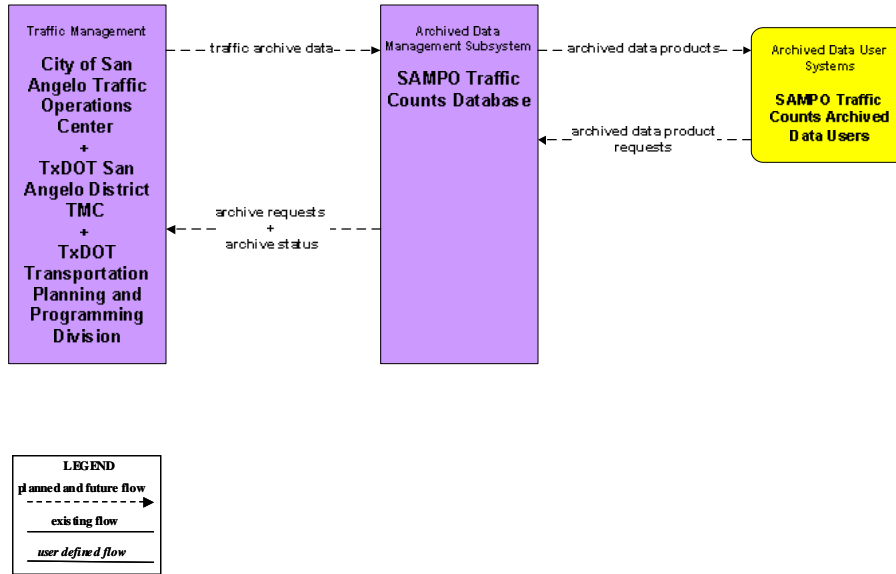 Traffic Management
City of San
Angelo Traffic
Operations
Center
+
TxDOT San
Angelo District
TMC
+
TxDOT
Transportation
Planning and
Programming
Division
traffic archive data
archive requests
+
archive status
Archived Data
Management Subsystem
SAMPO Traffic
Counts Database
archived data products
archived data product
requests
Archived Data User
Systems
SAMPO Traffic
Counts Archived
Data Users
LEGEND
planned and future flow
existing flow
user defined flow